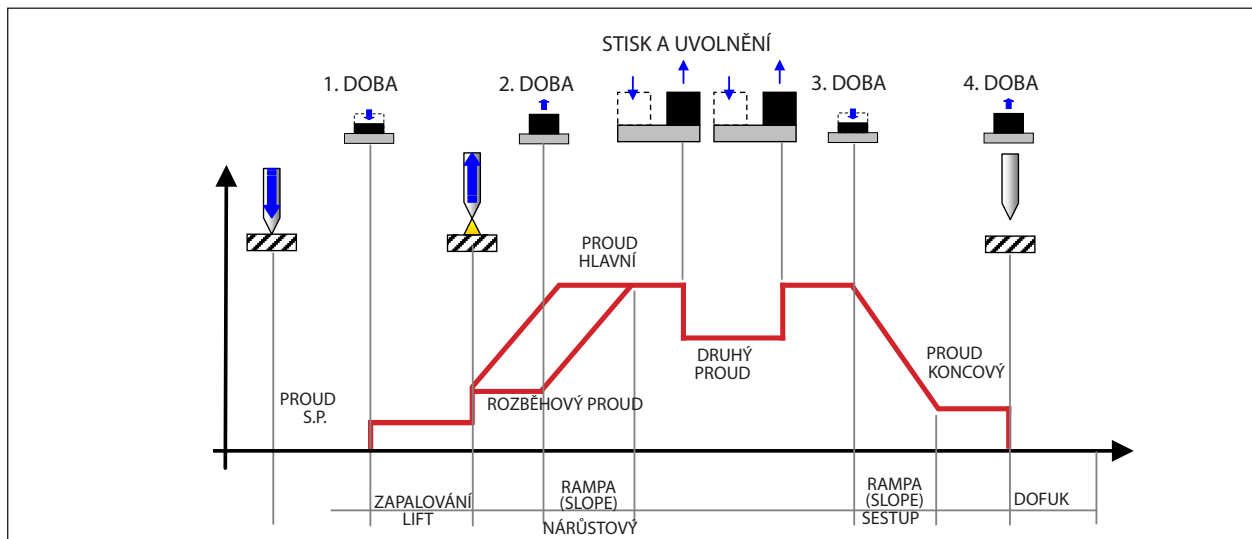 STISK A UVOLNĚNÍ
1. DOBA
2. DOBA
3. DOBA
4. DOBA
PROUD
HLAVNÍ
DRUHÝ
PROUD
PROUD
KONCOVÝ
PROUD
S.P.
ROZBĚHOVÝ PROUD
ZAPALOVÁNÍ
LIFT
RAMPA
(SLOPE)
NÁRŮSTOVÝ
RAMPA
(SLOPE)
SESTUP
DOFUK